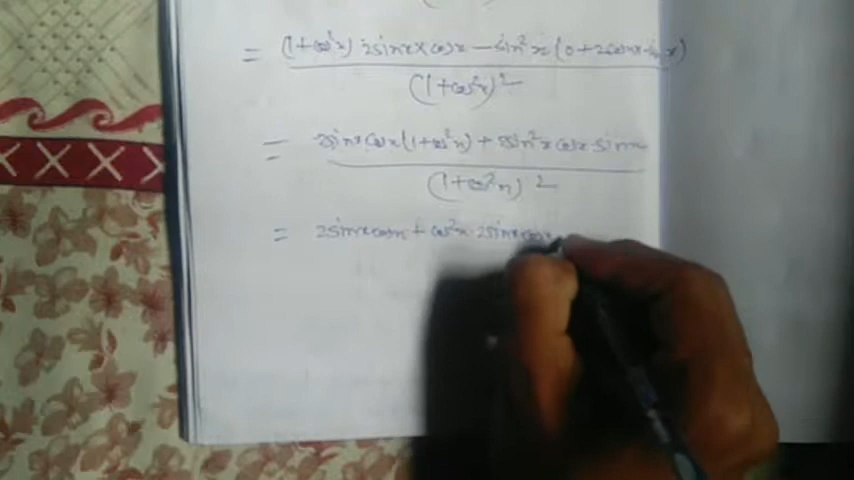 = (1+cos²x) 2sinx×cosx − sin²x (0+2cosx·sinx)
(1+cos²x)²
= 2sinx cosx (1+cos²x) + 2sin²x cosx sinx
(1+cos²x)²
= 2sinx cosx + cos²x · 2sinx cosx